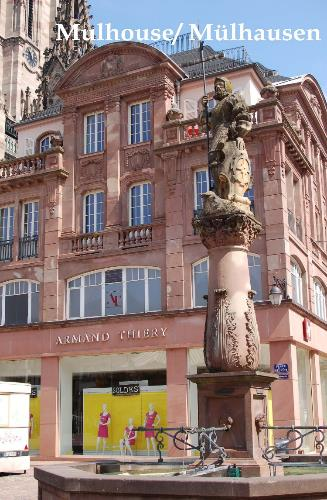 Mulhouse/ Mülhausen
ARMAND THIERY
SOLDES